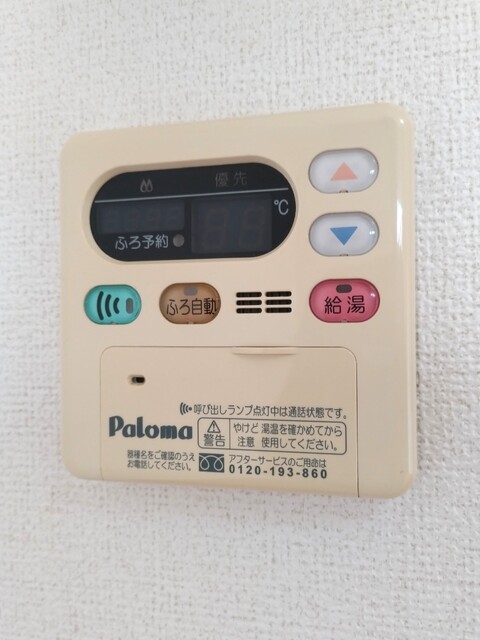 優先
℃
ふろ予約
ふろ自動
給湯
呼び出しランプ点灯中は通話状態です。
Paloma
警告
やけど 湯温を確かめてから
注意 使用してください。
器種名をご確認のうえ
お電話してください。
アフターサービスのご用命は
0120-193-860